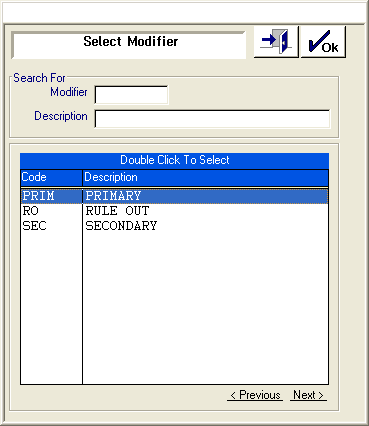 Select Modifier
Ok
Search For
Modifier
Description
Double Click To Select
Code Description
PRIM PRIMARY
RO RULE OUT
SEC SECONDARY
< Previous Next >